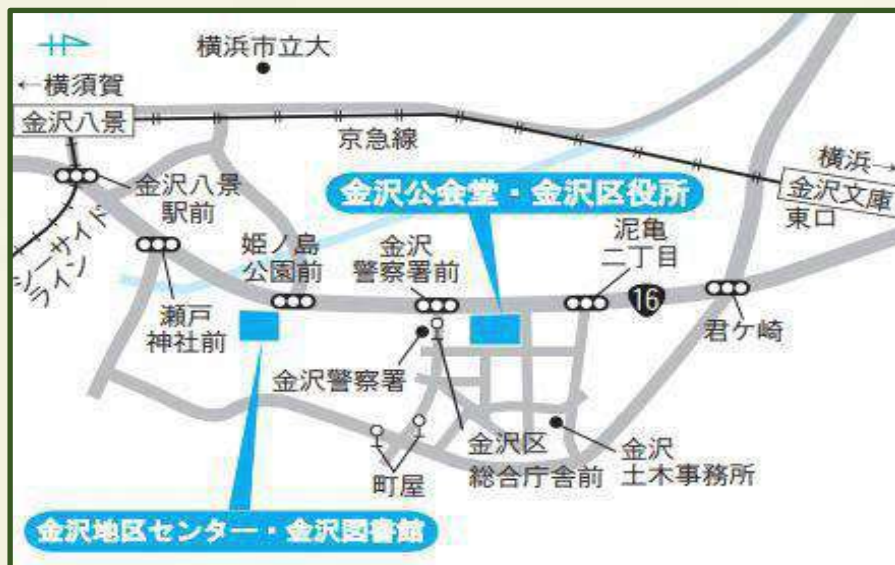 横浜市立大
←横須賀
金沢八景
京急線
横浜→
金沢文庫
東口
金沢八景
駅前
金沢公会堂・金沢区役所
シーサイド
ライン
姫ノ島
公園前
金沢
警察署前
泥亀
二丁目
16
瀬戸
神社前
君ケ崎
金沢警察署
金沢区
総合庁舎前
金沢
土木事務所
町屋
金沢地区センター・金沢図書館